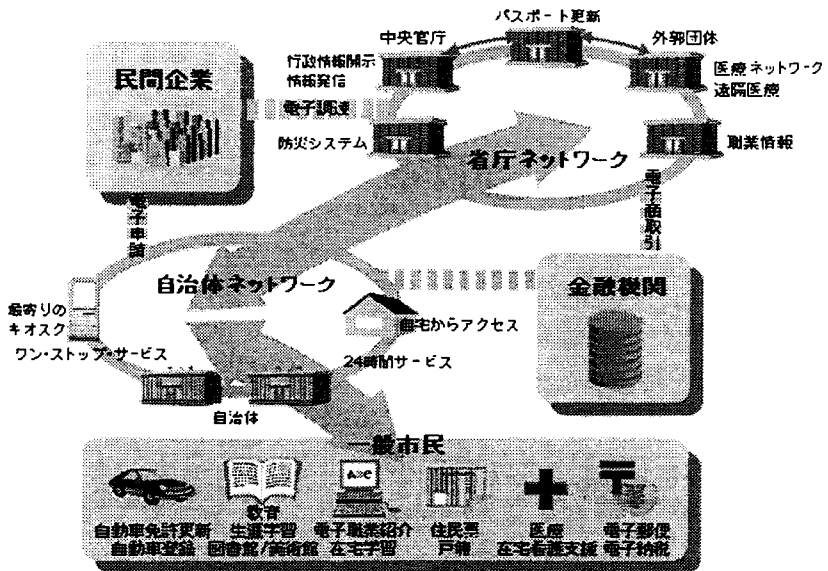 パスポート更新
中央官庁
外郭団体
行政情報開示
情報発信
医療ネットワーク
遠隔医療
民間企業
電子調達
防災システム
職業情報
省庁ネットワーク
電子申請
電子商取引
自治体ネットワーク
金融機関
最寄りの
キオスク
自宅からアクセス
ワン・ストップ・サービス
24時間サービス
自治体
一般市民
教育
自動車免許更新
自動車登録
生涯学習
図書館/美術館
電子職業紹介
在宅学習
住民票
戸籍
医療
在宅看護支援
電子郵便
電子納税